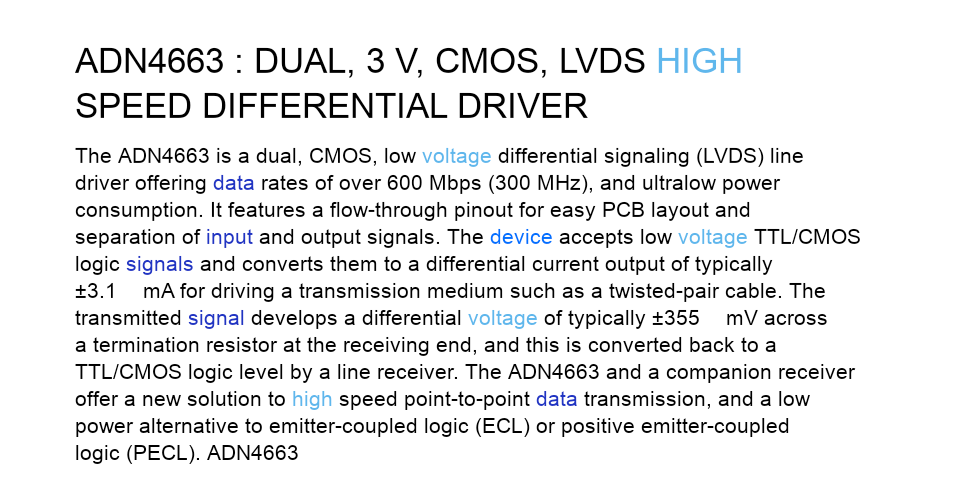 ADN4663 : DUAL, 3 V, CMOS, LVDS HIGH
SPEED DIFFERENTIAL DRIVER
The ADN4663 is a dual, CMOS, low voltage differential signaling (LVDS) line
driver offering data rates of over 600 Mbps (300 MHz), and ultralow power
consumption. It features a flow-through pinout for easy PCB layout and
separation of input and output signals. The device accepts low voltage TTL/CMOS
logic signals and converts them to a differential current output of typically
±3.1 mA for driving a transmission medium such as a twisted-pair cable. The
transmitted signal develops a differential voltage of typically ±355 mV across
a termination resistor at the receiving end, and this is converted back to a
TTL/CMOS logic level by a line receiver. The ADN4663 and a companion receiver
offer a new solution to high speed point-to-point data transmission, and a low
power alternative to emitter-coupled logic (ECL) or positive emitter-coupled
logic (PECL). ADN4663